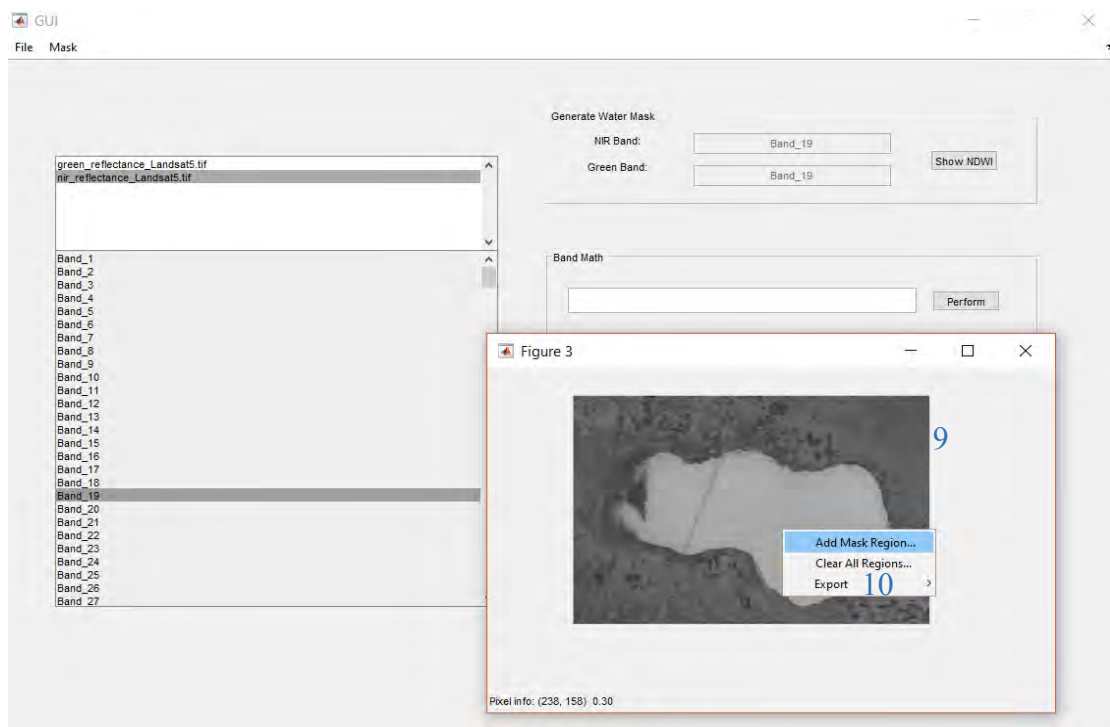 GUI
File Mask
green_reflectance_Landsat5.tif
nir_reflectance_Landsat5.tif
Band_1
Band_2
Band_3
Band_4
Band_5
Band_6
Band_7
Band_8
Band_9
Band_10
Band_11
Band_12
Band_13
Band_14
Band_15
Band_16
Band_17
Band_18
Band_19
Band_20
Band_21
Band_22
Band_23
Band_24
Band_25
Band_26
Band_27
Generate Water Mask
NIR Band: Band_19
Green Band: Band_19
Show NDWI
Band Math
Perform
Figure 3
9
Add Mask Region...
Clear All Regions...
Export 10
Pixel info: (238, 158) 0.30